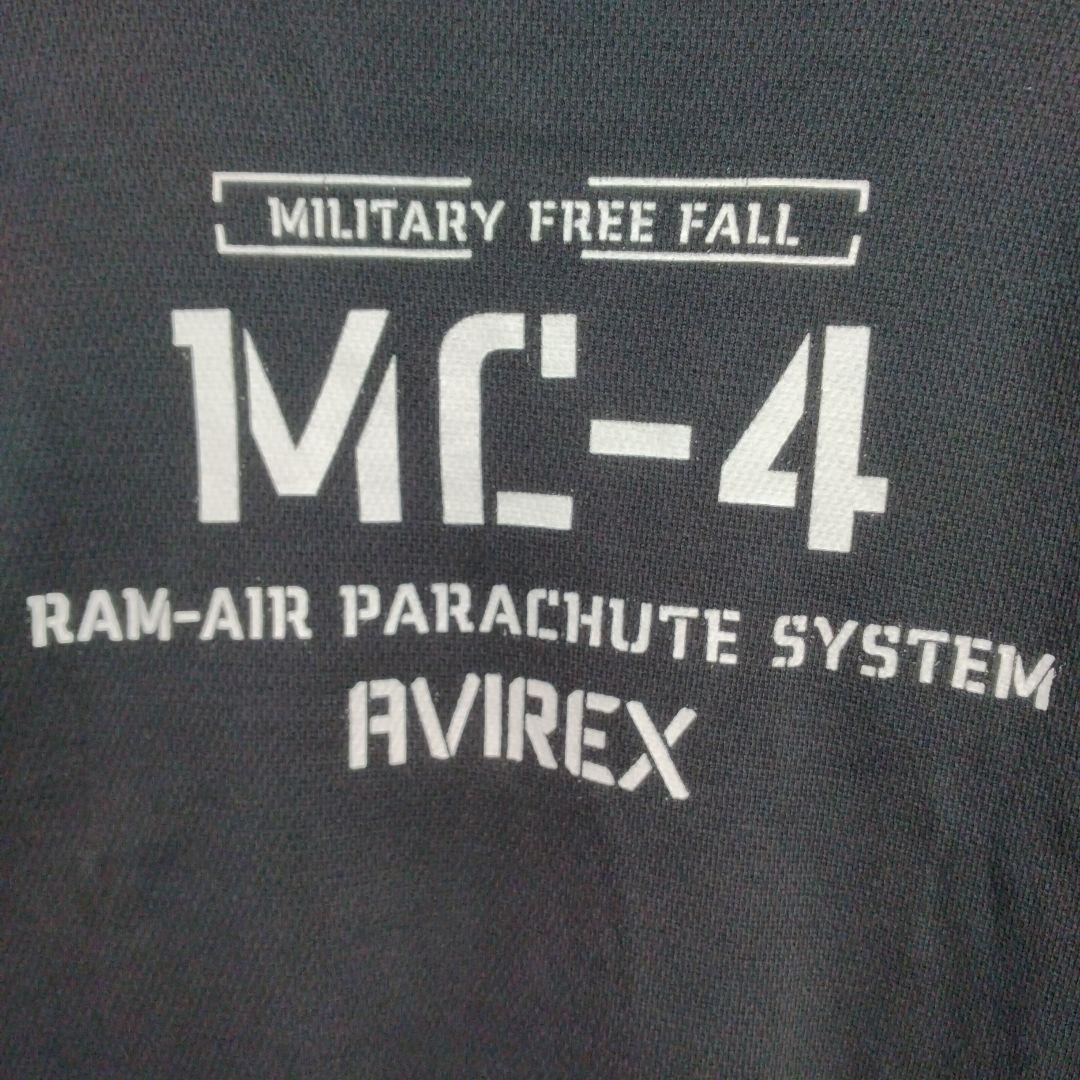 MILITARY FREE FALL
MC-4
RAM-AIR PARACHUTE SYSTEM
AVIREX